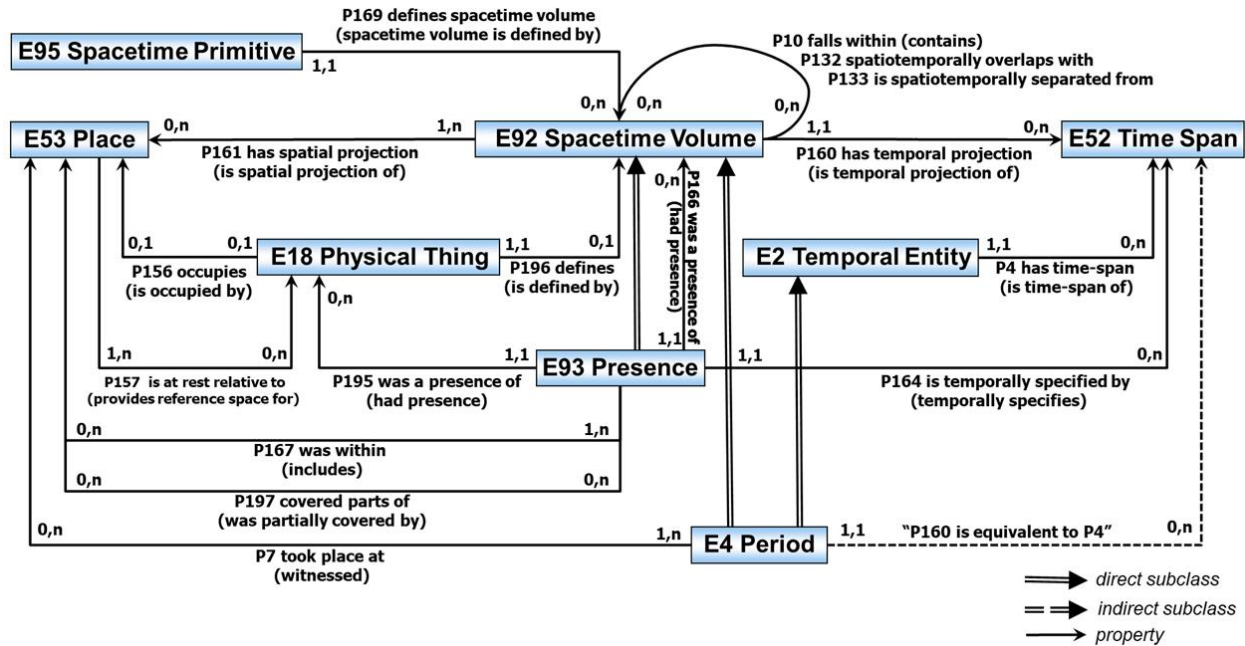 P169 defines spacetime volume
(spacetime volume is defined by)
E95 Spacetime Primitive
1,1
P10 falls within (contains)
P132 spatiotemporally overlaps with
P133 is spatiotemporally separated from
0,n
0,n
0,n
E53 Place
0,n
1,n
E92 Spacetime Volume
1,1
0,n
E52 Time Span
P161 has spatial projection
(is spatial projection of)
P160 has temporal projection
(is temporal projection of)
0,n
P166 was a presence of
(had presence)
0,1
0,1
E18 Physical Thing
1,1
0,1
E2 Temporal Entity
1,1
0,n
P156 occupies
(is occupied by)
P196 defines
(is defined by)
P4 has time-span
(is time-span of)
0,n
1,n
0,n
1,1
1,1
E93 Presence
1,1
0,n
P157 is at rest relative to
(provides reference space for)
P195 was a presence of
(had presence)
P164 is temporally specified by
(temporally specifies)
0,n
1,n
P167 was within
(includes)
0,n
0,n
P197 covered parts of
(was partially covered by)
0,n
1,n
E4 Period
1,1
“P160 is equivalent to P4”
0,n
P7 took place at
(witnessed)
direct subclass
indirect subclass
property